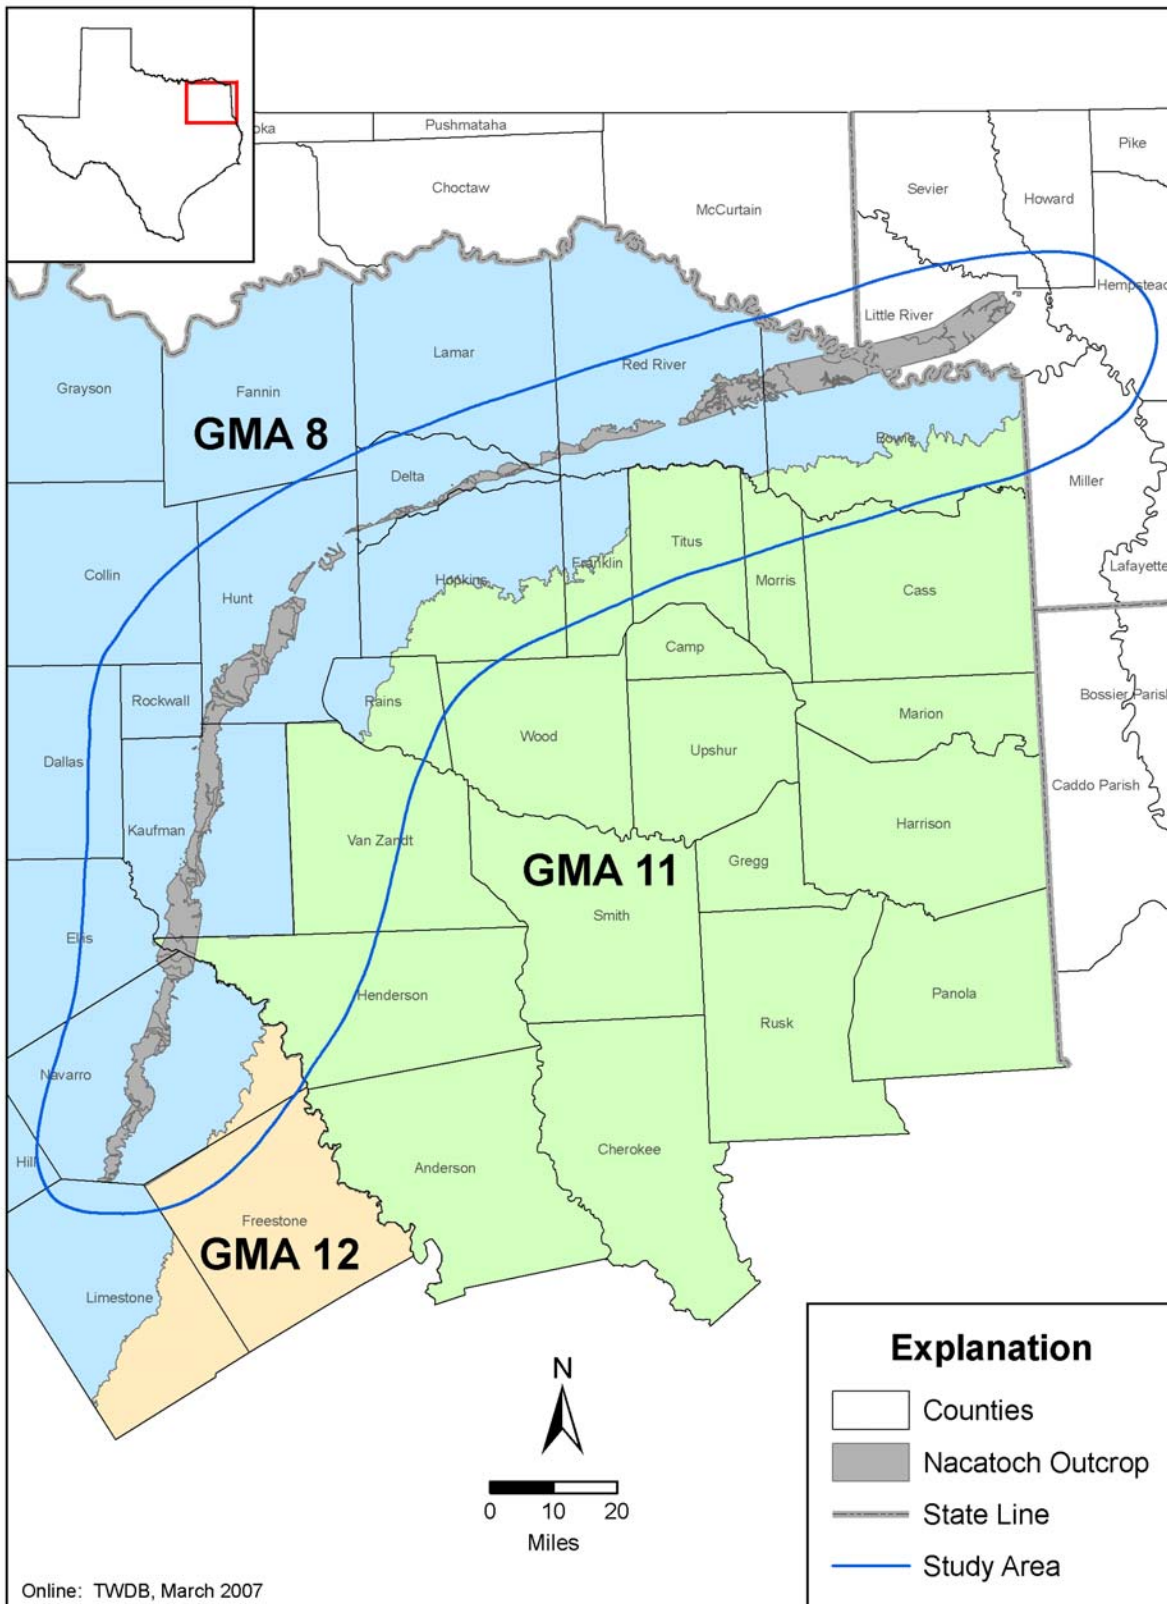 oka
Pushmataha
Pike
Choctaw
McCurtain
Sevier
Howard
Hempstead
Little River
Grayson
Fannin
Lamar
Red River
GMA 8
Bowie
Delta
Miller
Titus
Collin
Hunt
Hopkins
Franklin
Morris
Cass
Lafayette
Camp
Rockwall
Rains
Bossier Parish
Marion
Wood
Upshur
Dallas
Caddo Parish
Kaufman
Van Zandt
Harrison
GMA 11
Gregg
Smith
Ellis
Henderson
Panola
Rusk
Navarro
Cherokee
Hill
Anderson
Freestone
GMA 12
Limestone
Explanation
Counties
Nacatoch Outcrop
State Line
Study Area
N
0 10 20
Miles
Online: TWDB, March 2007